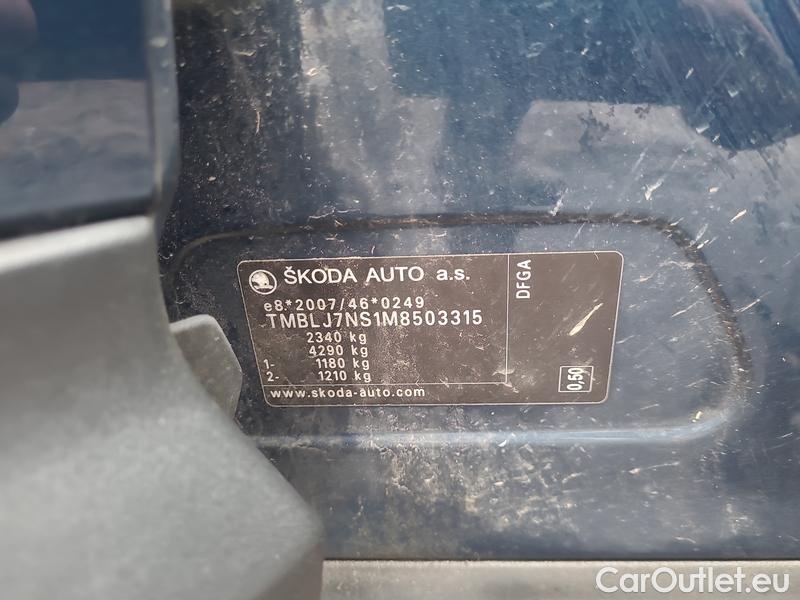 ŠKODA AUTO a.s.
e8*2007/46*0249
TMBLJ7NS1M8503315
2340 kg
4290 kg
1- 1180 kg
2- 1210 kg
www.skoda-auto.com
DFGA
0,50
CarOutlet.eu